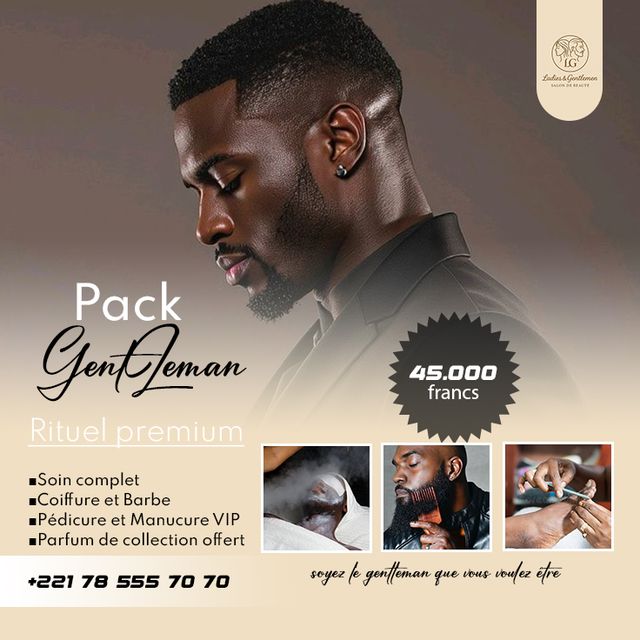 LG
Ladies & Gentlemen
SALON DE BEAUTÉ
Pack
GentLeman
45.000
francs
Rituel premium
▪Soin complet
▪Coiffure et Barbe
▪Pédicure et Manucure VIP
▪Parfum de collection offert
+221 78 555 70 70
soyez le gentleman que vous voulez être